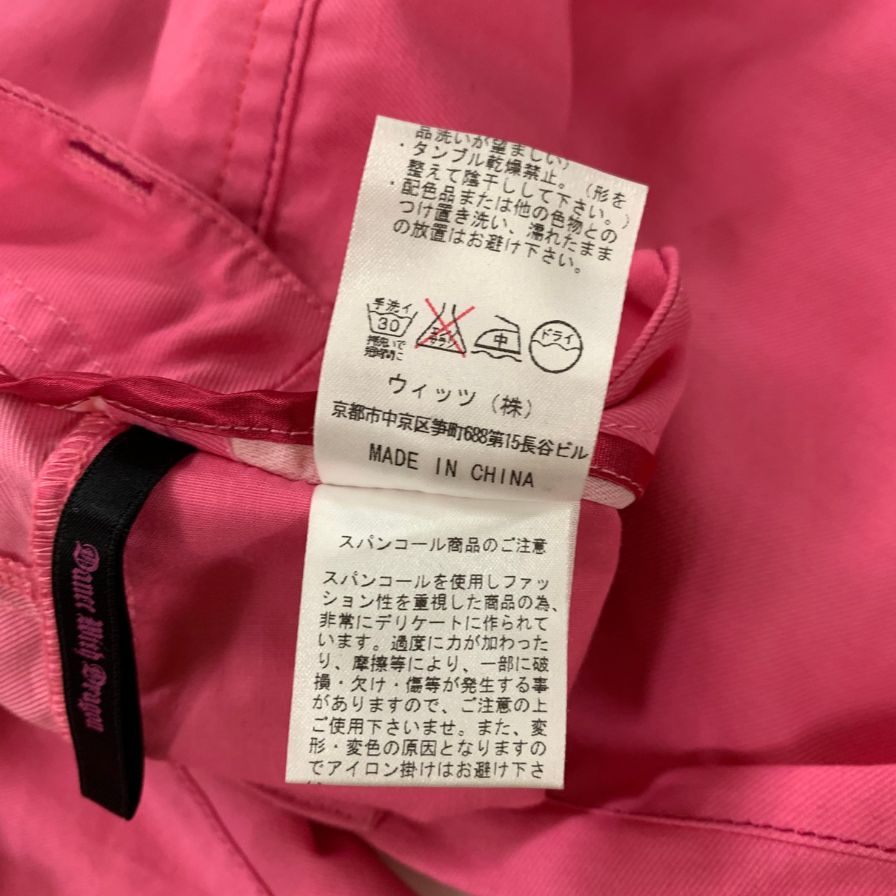 品洗いが望ましい)
・タンブル乾燥禁止。(形を
整えて陰干しして下さい。)
・配色品または他の色物との
つけ置き洗い、濡れたまま
の放置はお避け下さい。
手洗イ
30
中
ドライ
ウィッツ(株)
京都市中京区笋町688第15長谷ビル
MADE IN CHINA
スパンコール商品のご注意
スパンコールを使用しファッ
ション性を重視した商品の為、
非常にデリケートに作られて
います。過度に力が加わった
り、摩擦等により、一部に破
損・欠け・傷等が発生する事
がありますので、ご注意の上
ご使用下さいませ。また、変
形・変色の原因となりますの
でアイロン掛けはお避け下さ
Dance With Dragon